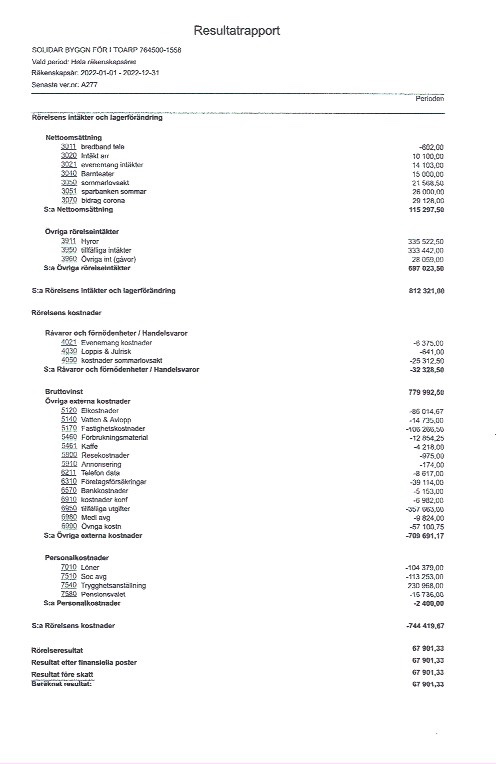 Resultatrapport
SOLIDAR BYGGN FÖR I TOARP 764500-1558
Vald period: Hela räkenskapsåret
Räkenskapsår: 2022-01-01 - 2022-12-31
Senaste ver.nr. A277
Perioden
Rörelsens intäkter och lagerförändring
Nettoomsättning
3011 bredband tele -602,00
3020 Intäkt arr 10 100,00
3021 evenemang intäkter 14 103,00
3040 Barnteater 15 000,00
3050 sommarlovsakt 21 568,50
3051 sparbanken sommar 26 000,00
3070 bidrag corona 29 128,00
S:a Nettoomsättning 115 297,50
Övriga rörelseintäkter
3911 Hyror 335 522,50
3950 tillfälliga intäkter 333 442,00
3960 Övriga int (gåvor) 28 059,00
S:a Övriga rörelseintäkter 697 023,50
S:a Rörelsens intäkter och lagerförändring 812 321,00
Rörelsens kostnader
Råvaror och förnödenheter / Handelsvaror
4021 Evenemang kostnader -6 375,00
4030 Loppis & Julrisk -641,00
4050 kostnader sommarlovsakt -25 312,50
S:a Råvaror och förnödenheter / Handelsvaror -32 328,50
Bruttovinst 779 992,50
Övriga externa kostnader
5120 Elkostnader -86 014,67
5140 Vatten & Avlopp -14 735,00
5170 Fastighetskostnader -106 266,50
5460 Förbrukningsmaterial -12 854,25
5461 Kaffe -4 218,00
5800 Resekostnader -975,00
5910 Annonsering -174,00
6211 Telefon data -8 617,00
6310 Företagsförsäkringar -39 114,00
6570 Bankkostnader -5 153,00
6910 kostnader konf -6 982,00
6950 tillfälliga utgifter -357 663,00
6980 Medl avg -9 824,00
6990 Övriga kostn -57 100,75
S:a Övriga externa kostnader -709 691,17
Personalkostnader
7010 Löner -104 379,00
7510 Soc avg -113 253,00
7540 Trygghetsanställning 230 968,00
7580 Pensionsvalet -15 736,00
S:a Personalkostnader -2 400,00
S:a Rörelsens kostnader -744 419,67
Rörelseresultat 67 901,33
Resultat efter finansiella poster 67 901,33
Resultat före skatt 67 901,33
Beräknat resultat: 67 901,33